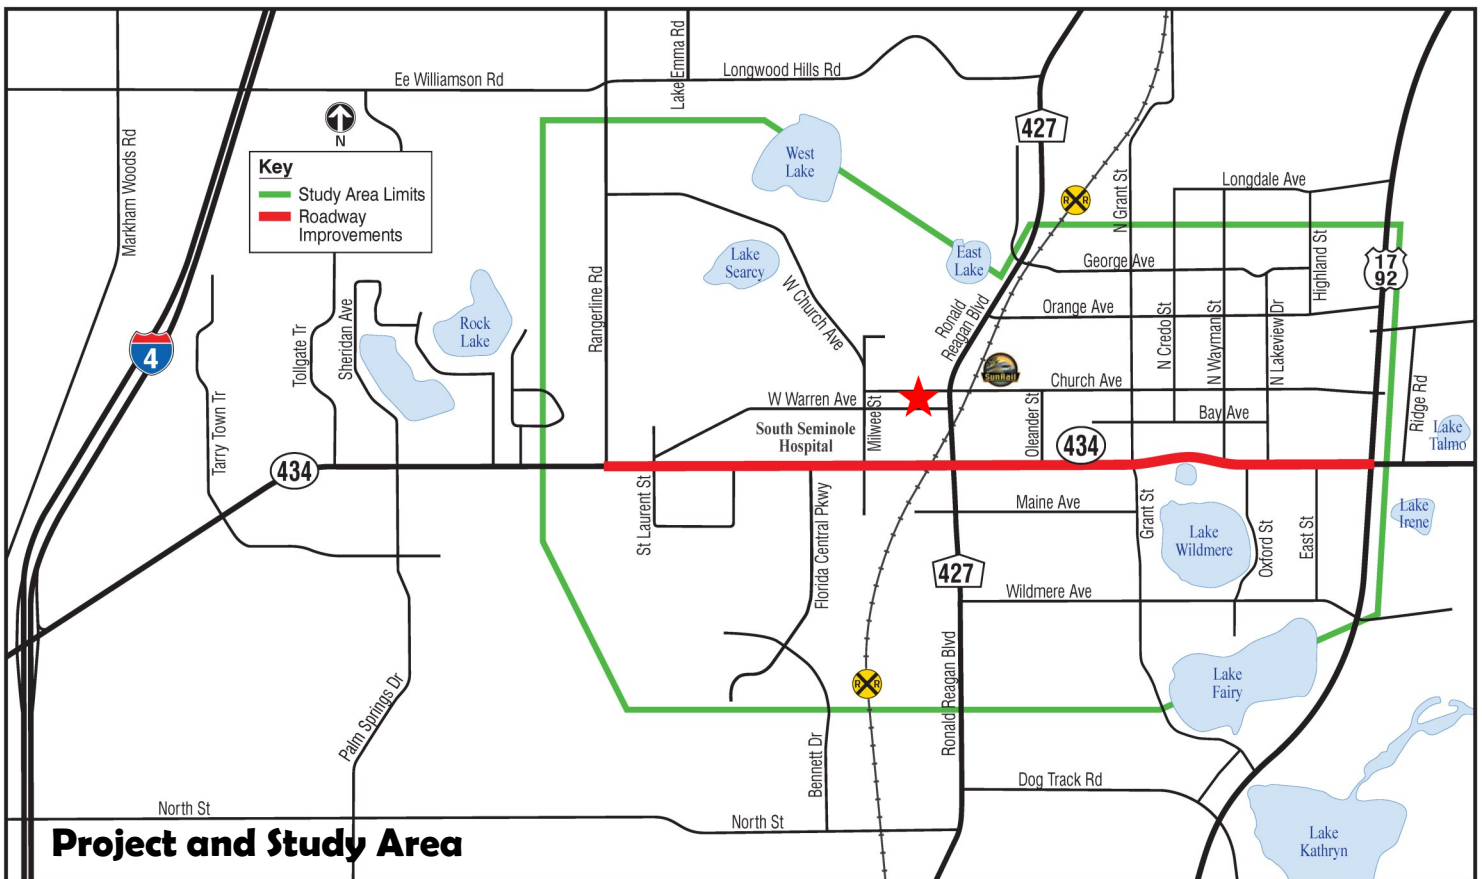 Ee Williamson Rd
Lake Emma Rd
Longwood Hills Rd
427
Markham Woods Rd
N
Key
Study Area Limits
Roadway
Improvements
West
Lake
R R
N Grant St
Longdale Ave
Highland St
17
92
George Ave
East
Lake
Lake
Searcy
W Church Ave
Rangerline Rd
Rock
Lake
Sheridan Ave
Tollgate Tr
4
Tarry Town Tr
Ronald
Reagan Blvd
Orange Ave
N Credo St
N Wayman St
N Lakeview Dr
SunRail
Church Ave
W Warren Ave
Milwee St
Oleander St
Bay Ave
Ridge Rd
Lake
Talmo
South Seminole
Hospital
434
434
St Laurent St
Florida Central Pkwy
Maine Ave
Grant St
Lake
Wildmere
Oxford St
East St
Lake
Irene
427
Wildmere Ave
Ronald Reagan Blvd
Lake
Fairy
R R
Palm Springs Dr
Bennett Dr
Dog Track Rd
North St
North St
Lake
Kathryn
Project and Study Area